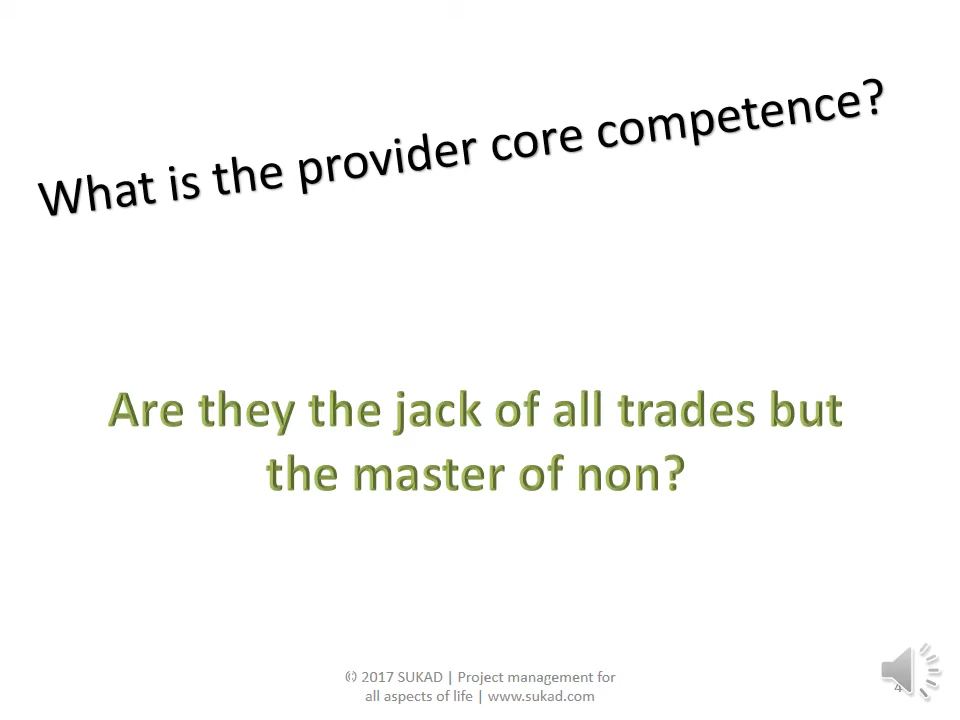 What is the provider core competence?
Are they the jack of all trades but
the master of non?
© 2017 SUKAD | Project management for
all aspects of life | www.sukad.com
4